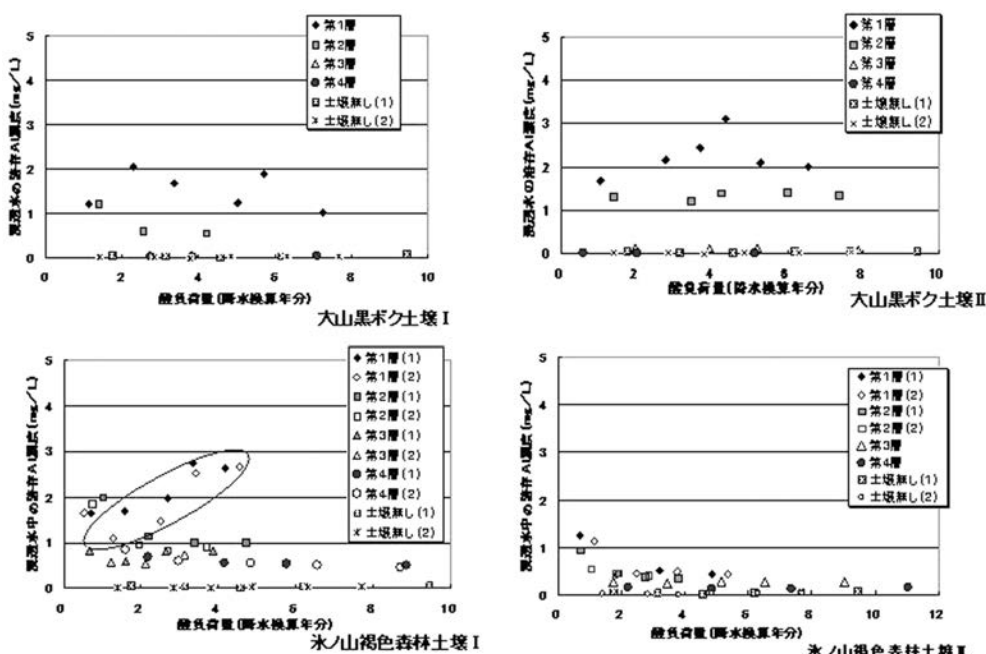 第1層
第2層
第3層
第4層
土壌無し(1)
土壌無し(2)
浸透水の溶存Al濃度(mg/L)
5
4
3
2
1
0
0 2 4 6 8 10
酸負荷量(降水換算年分)
大山黒ボク土壌Ⅰ
第1層
第2層
第3層
第4層
土壌無し(1)
土壌無し(2)
浸透水の溶存Al濃度(mg/L)
5
4
3
2
1
0
0 2 4 6 8 10
酸負荷量(降水換算年分)
大山黒ボク土壌Ⅱ
第1層(1)
第1層(2)
第2層(1)
第2層(2)
第3層(1)
第3層(2)
第4層(1)
第4層(2)
土壌無し(1)
土壌無し(2)
浸透水中の溶存Al濃度(mg/L)
5
4
3
2
1
0
0 2 4 6 8 10
酸負荷量(降水換算年分)
氷ノ山褐色森林土壌Ⅰ
第1層(1)
第1層(2)
第2層(1)
第2層(2)
第3層
第4層
土壌無し(1)
土壌無し(2)
浸透水中の溶存Al濃度(mg/L)
5
4
3
2
1
0
0 2 4 6 8 10 12
酸負荷量(降水換算年分)
氷ノ山褐色森林土壌Ⅱ